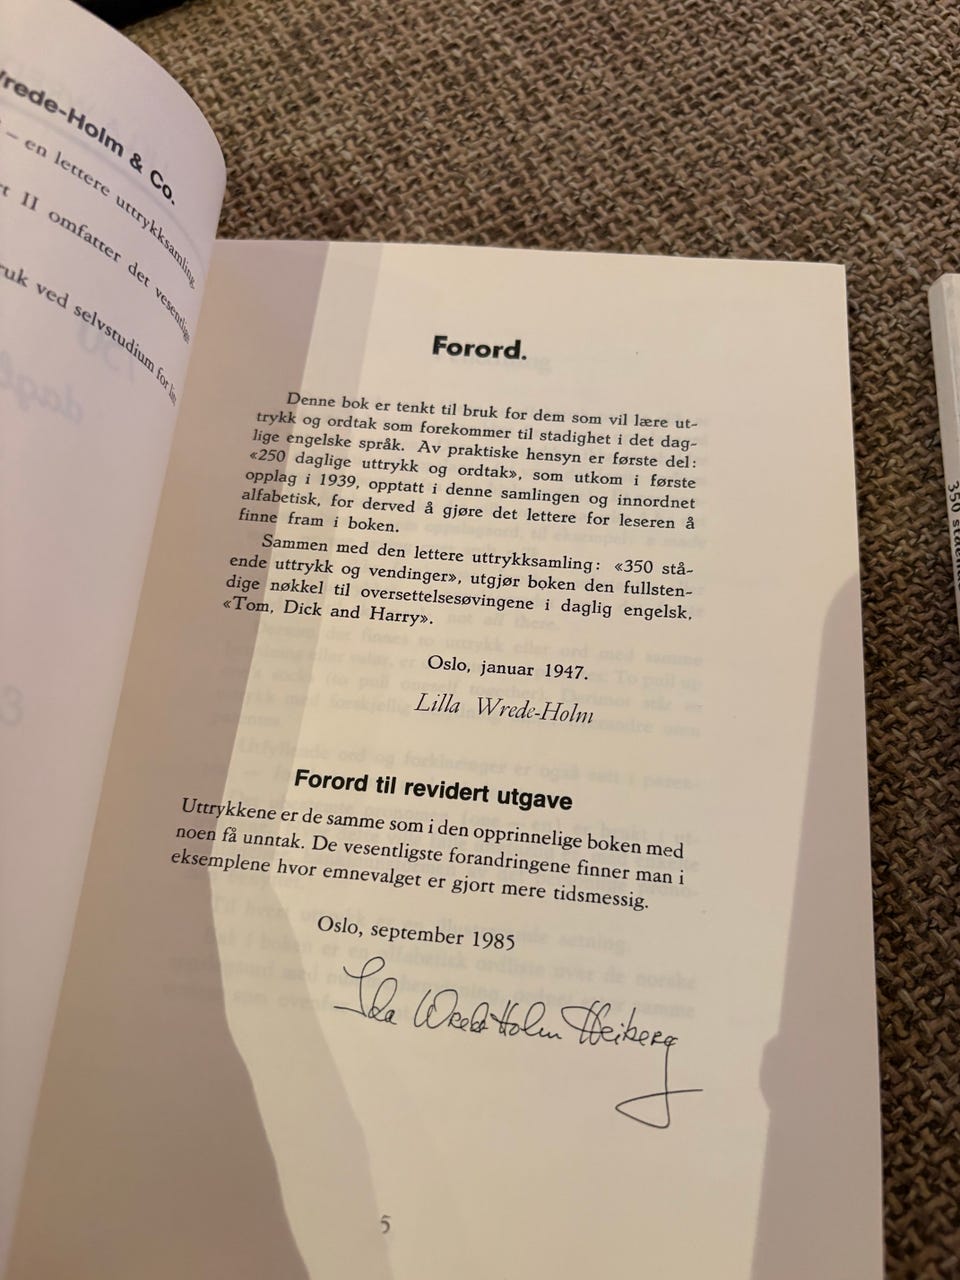 Wrede-Holm & Co.
– en lettere uttrykksamling.
II omfatter det vesentlige
bruk ved selvstudium for
Forord.
Denne bok er tenkt til bruk for dem som vil lære ut-
trykk og ordtak som forekommer til stadighet i det dag-
lige engelske språk. Av praktiske hensyn er første del:
«250 daglige uttrykk og ordtak», som utkom i første
opplag i 1939, opptatt i denne samlingen og innordnet
alfabetisk, for derved å gjøre det lettere for leseren å
finne fram i boken.
Sammen med den lettere uttrykksamling: «350 stå-
ende uttrykk og vendinger», utgjør boken den fullsten-
dige nøkkel til oversettelsesøvingene i daglig engelsk,
«Tom, Dick and Harry».
Oslo, januar 1947.
Lilla Wrede-Holm
Forord til revidert utgave
Uttrykkene er de samme som i den opprinnelige boken med
noen få unntak. De vesentligste forandringene finner man i
eksemplene hvor emnevalget er gjort mere tidsmessig.
Oslo, september 1985
Wrede Holm Heiberg
5
350